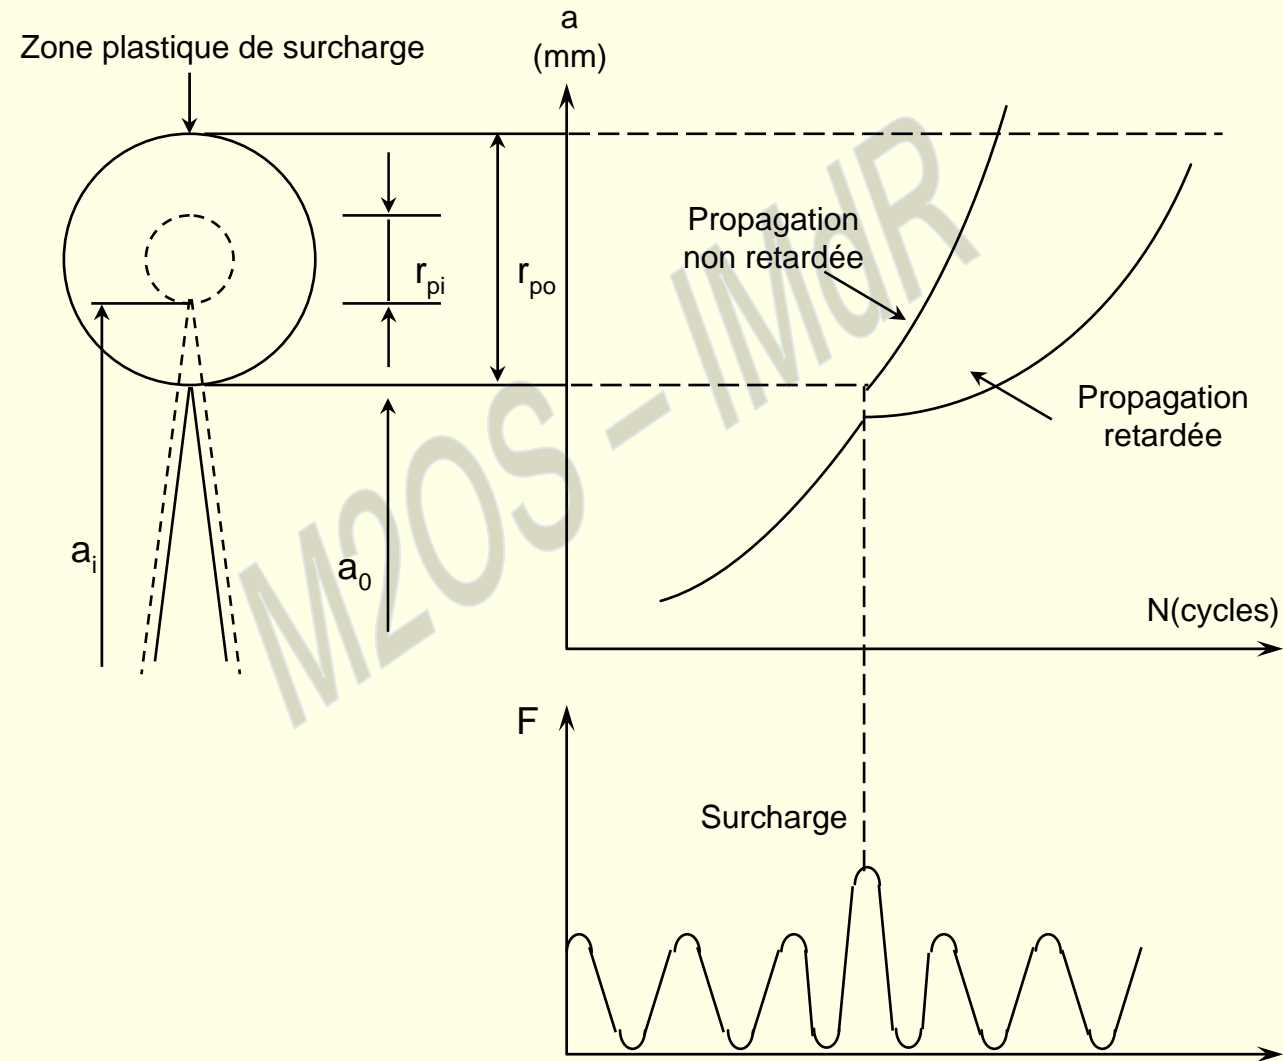 a
(mm)
Zone plastique de surcharge
Propagation
non retardée
r_pi
r_po
Propagation
retardée
a_i
a_0
N(cycles)
F
Surcharge
M2OS – IMdR